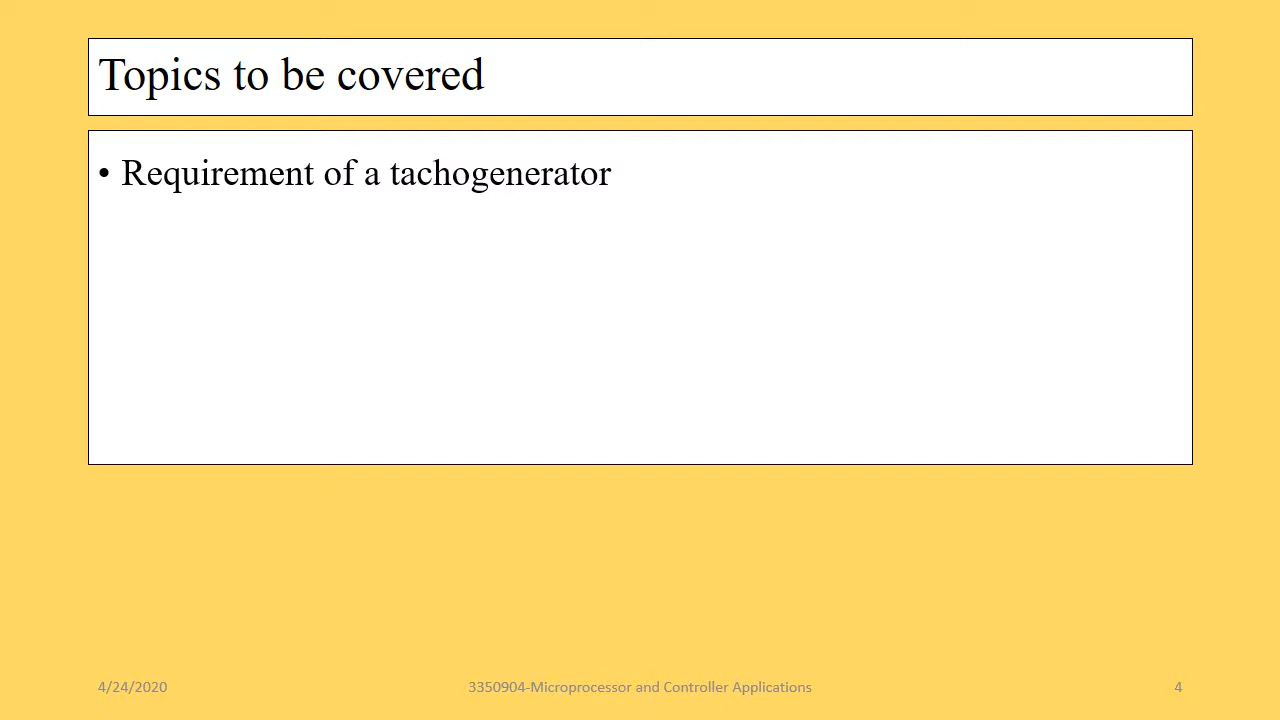 Topics to be covered
• Requirement of a tachogenerator
4/24/2020 3350904-Microprocessor and Controller Applications 4